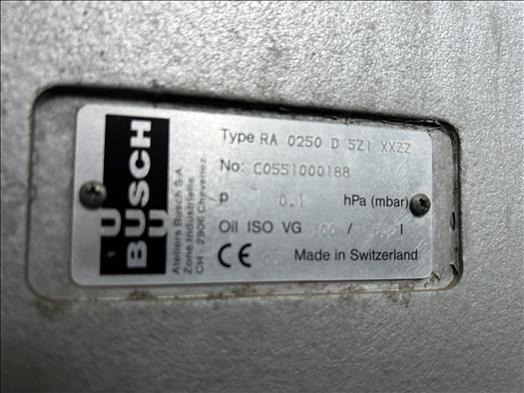 BUSCH
Ateliers Busch S.A.
Zone Industrielle
CH - 2906 Chevenez
Type RA 0250 D 5Z1 XXZZ
No: C0551000188
p 0.1 hPa (mbar)
Oil ISO VG 100 / l
CE Made in Switzerland